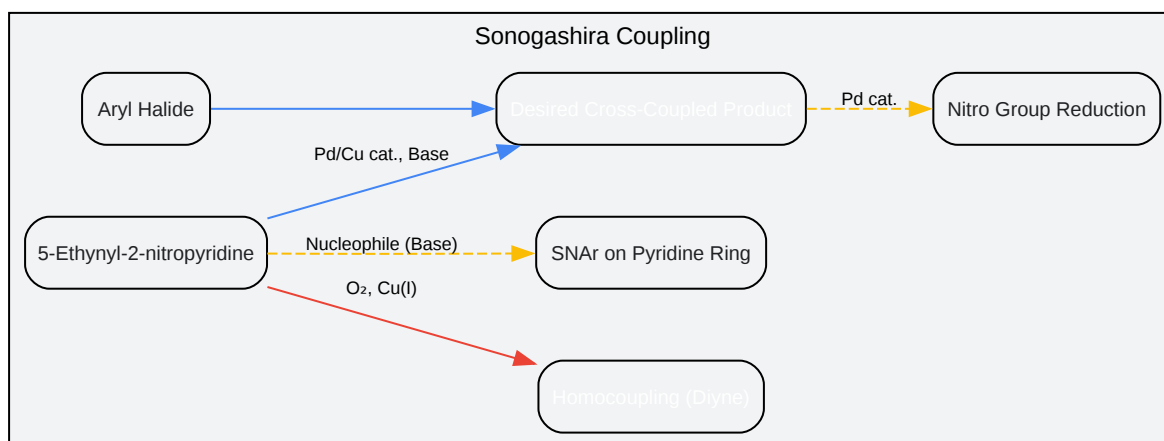 Sonogashira Coupling
Aryl Halide
Desired Cross-Coupled Product
Pd cat.
Nitro Group Reduction
Pd/Cu cat., Base
5-Ethynyl-2-nitropyridine
Nucleophile (Base)
SNAr on Pyridine Ring
O₂, Cu(I)
Homocoupling (Diyne)